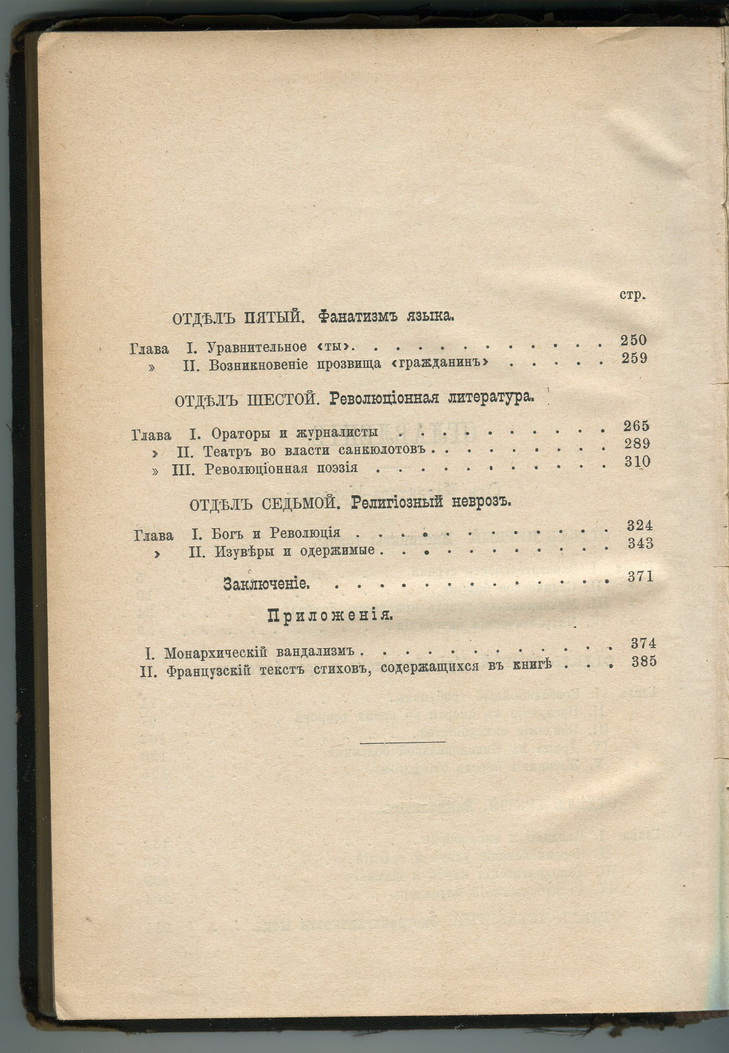 стр.
ОТДѢЛЪ ПЯТЫЙ. Фанатизмъ языка.
Глава I. Уравнительное ‹ты›. . . . . . . . . . . . 250
» II. Возникновеніе прозвища ‹гражданинъ› . . . . . 259
ОТДѢЛЪ ШЕСТОЙ. Революціонная литература.
Глава I. Ораторы и журналисты . . . . . . . . . . 265
› II. Театръ во власти санкюлотовъ . . . . . . . . . 289
» III. Революціонная поэзія . . . . . . . . . . . 310
ОТДѢЛЪ СЕДЬМОЙ. Религіозный неврозъ.
Глава I. Богъ и Революція . . . . . . . . . . . . 324
› II. Изувѣры и одержимые . . . . . . . . . . . 343
Заключеніе. . . . . . . . . . . . . . 371
Приложенія.
I. Монархическій вандализмъ . . . . . . . . . . . . 374
II. Французскій текстъ стиховъ, содержащихся въ книгѣ . . . 385